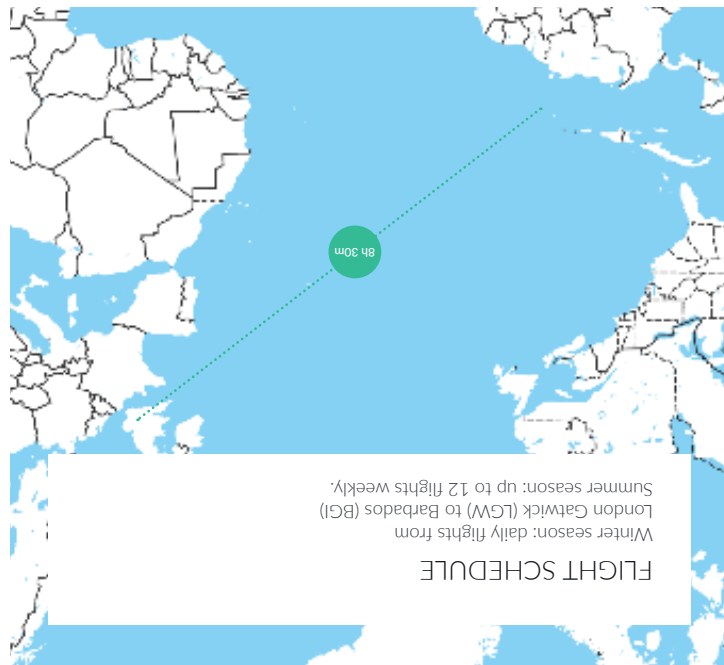 FLIGHT SCHEDULE
Winter season: daily flights from
London Gatwick (LGW) to Barbados (BGI)
Summer season: up to 12 flights weekly.
8h 30m